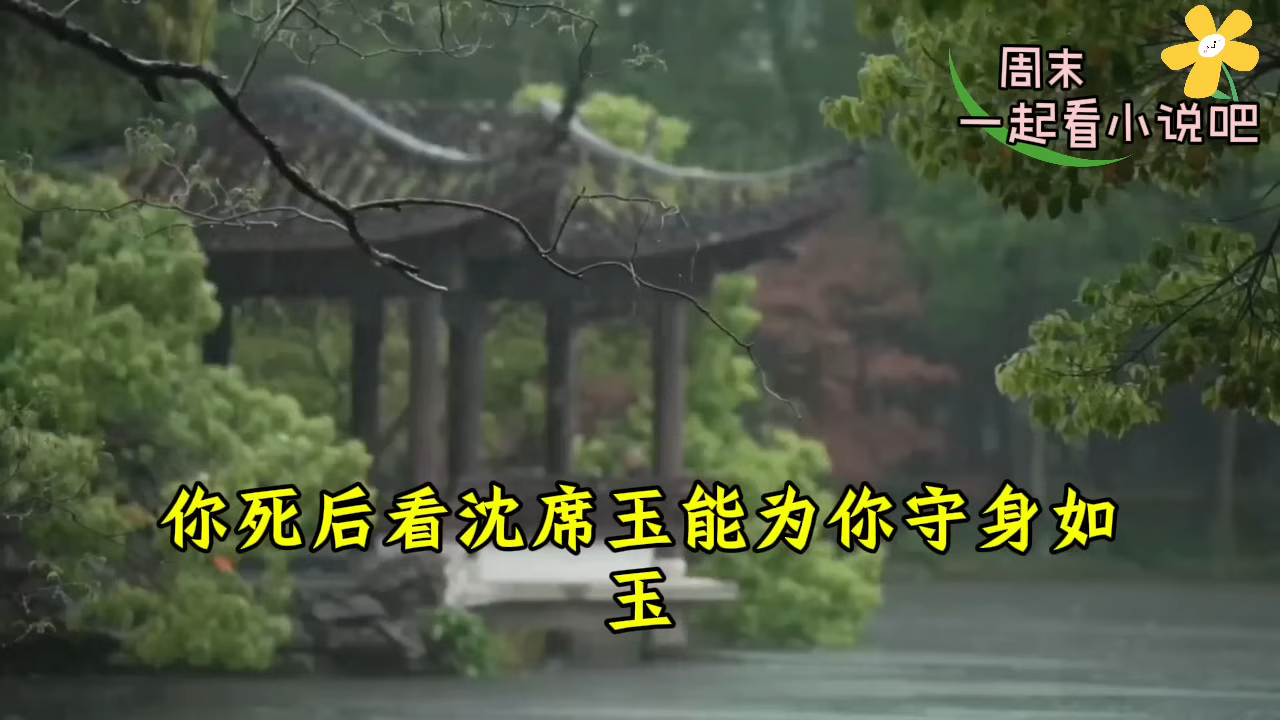 周末
一起看小说吧
你死后看沈席玉能为你守身如
玉